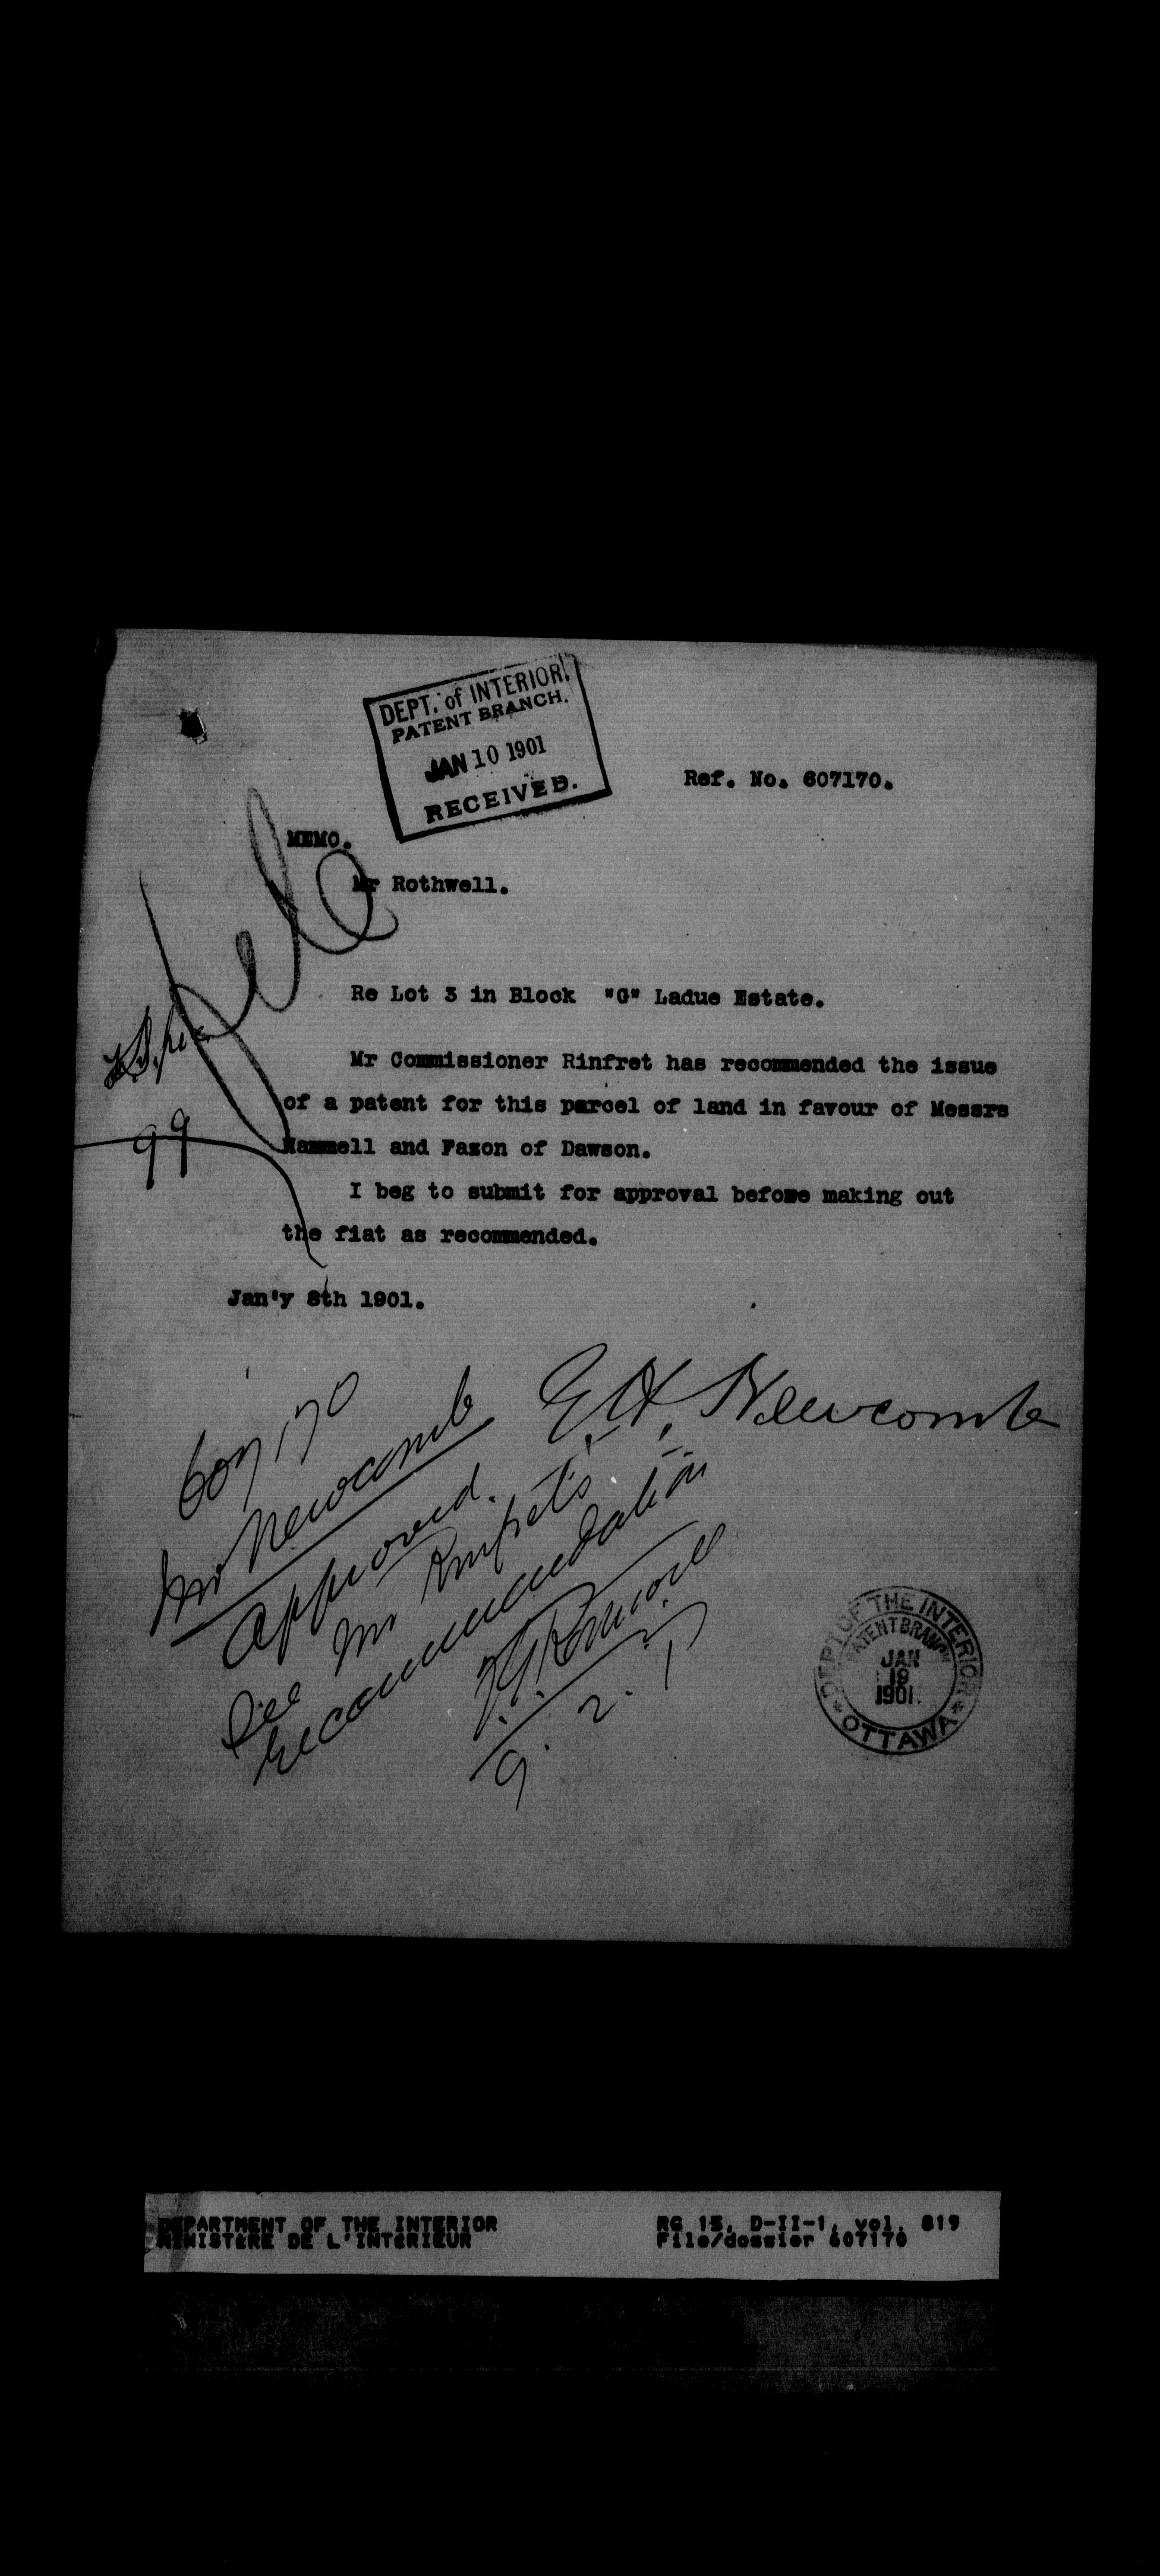 DEPT. of INTERIOR.
PATENT BRANCH.
JAN 10 1901
RECEIVED.
Ref. No. 607170.
MEMO.
Mr Rothwell.
file
Re Lot 3 in Block "G" Ladue Estate.
Mr Commissioner Rinfret has recommended the issue
of a patent for this parcel of land in favour of Messrs
Hammell and Fazon of Dawson.
I beg to submit for approval before making out
the fiat as recommended.
99
Jan'y 8th 1901.
E.H. Newcombe
607170
Mr Newcombe
Approved.
See Mr Rinfret's
recommendation
9. 2. 1
DEPT OF THE INTERIOR
PATENT BRANCH
JAN
19
1901.
OTTAWA
DEPARTMENT OF THE INTERIOR
MINISTERE DE L'INTERIEUR
RG 15, D-II-1, vol. 819
File/dossier 607170